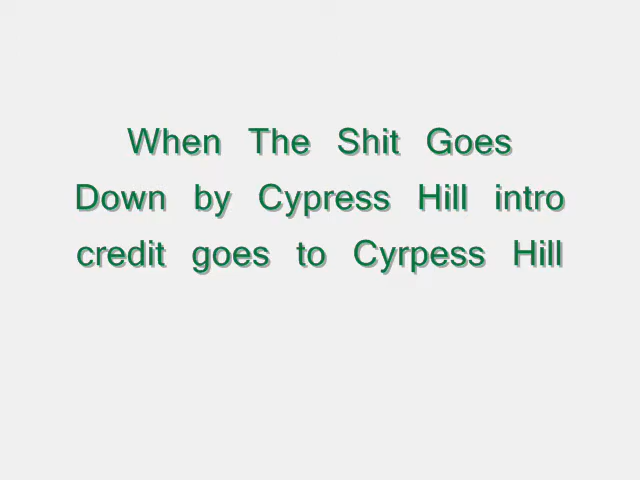 When The Shit Goes
Down by Cypress Hill intro
credit goes to Cyrpess Hill